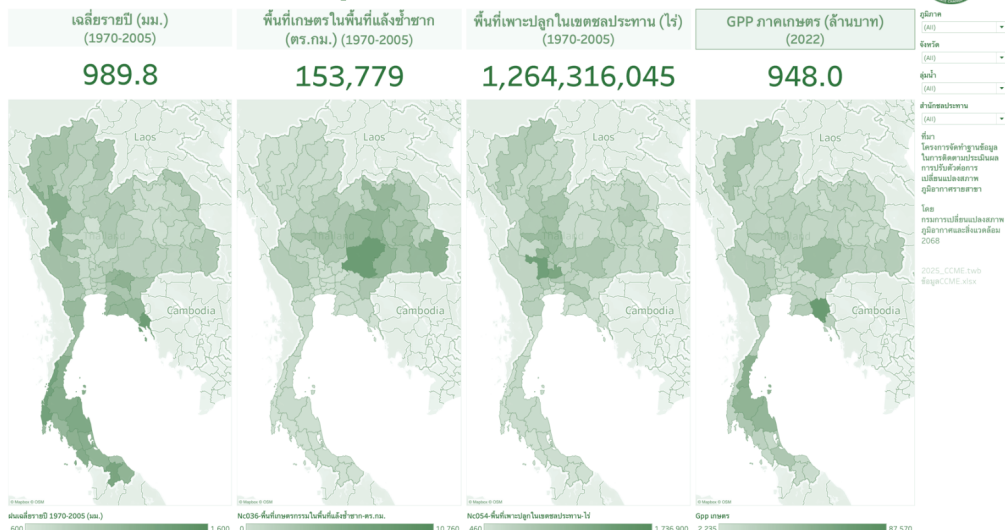 เฉลี่ยรายปี (มม.)
(1970-2005)
พื้นที่เกษตรในพื้นที่แล้งซ้ำซาก
(ตร.กม.) (1970-2005)
พื้นที่เพาะปลูกในเขตชลประทาน (ไร่)
(1970-2005)
GPP ภาคเกษตร (ล้านบาท)
(2022)
989.8
153,779
1,264,316,045
948.0
Laos
Laos
Laos
Laos
Cambodia
Cambodia
Cambodia
Cambodia
© Mapbox © OSM
© Mapbox © OSM
© Mapbox © OSM
© Mapbox © OSM
ฝนเฉลี่ยรายปี 1970-2005 (มม.)
600
1,600
Nc036-พื้นที่เกษตรกรรมในพื้นที่แล้งซ้ำซาก-ตร.กม.
0
10,760
Nc054-พื้นที่เพาะปลูกในเขตชลประทาน-ไร่
460
1,736,900
Gpp เกษตร
2,235
87,570
ภูมิภาค
(All)
จังหวัด
(All)
ลุ่มน้ำ
(All)
สำนักชลประทาน
(All)
ที่มา
โครงการจัดทำฐานข้อมูล
ในการติดตามประเมินผล
การปรับตัวต่อการ
เปลี่ยนแปลงสภาพ
ภูมิอากาศรายสาขา
โดย
กรมการเปลี่ยนแปลงสภาพ
ภูมิอากาศและสิ่งแวดล้อม
2068
2025_CCME.twb
ข้อมูลCCME.xlsx